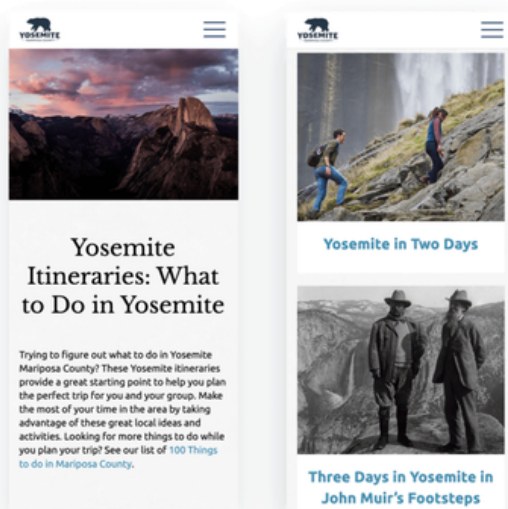 YOSEMITE
Yosemite
Itineraries: What
to Do in Yosemite
Trying to figure out what to do in Yosemite
Mariposa County? These Yosemite itineraries
provide a great starting point to help you plan
the perfect trip for you and your group. Make
the most of your time in the area by taking
advantage of these great local ideas and
activities. Looking for more things to do while
you plan your trip? See our list of 100 Things
to do in Mariposa County.
YOSEMITE
Yosemite in Two Days
Three Days in Yosemite in
John Muir's Footsteps